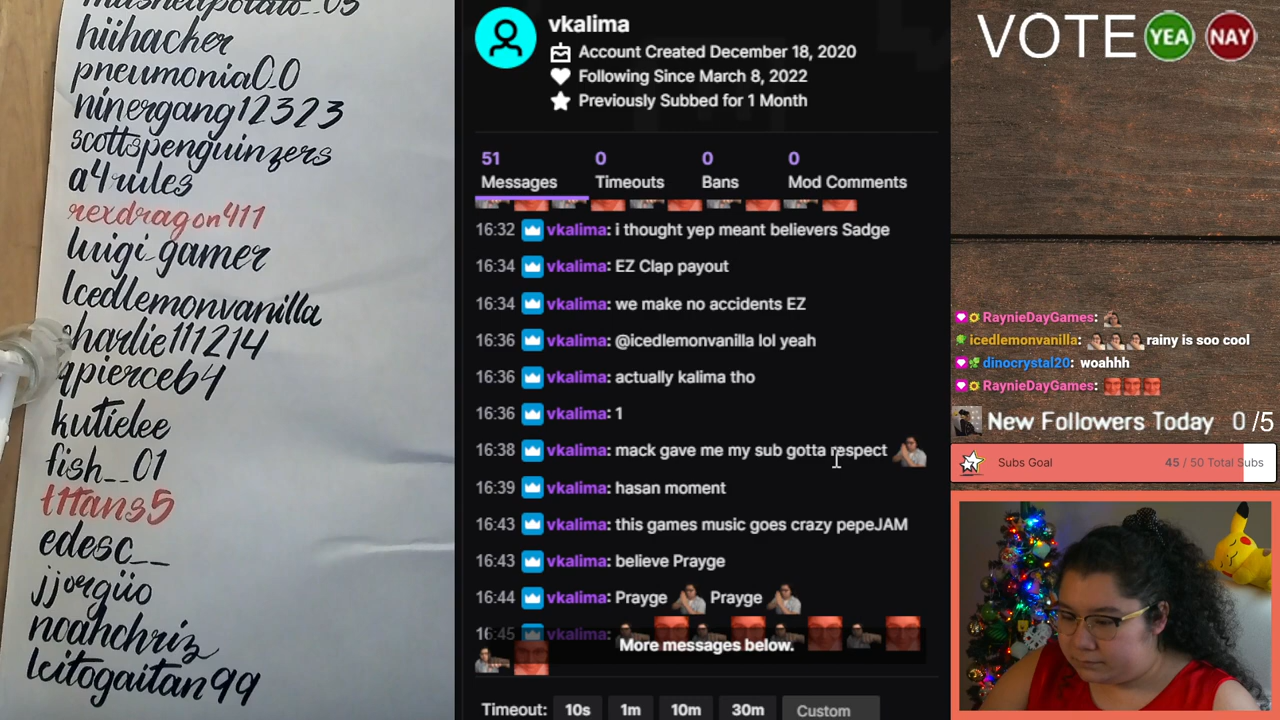 mashedpotato__03
hiihacker
pneumonia0_0
ninergang12323
scottspenguinzers
a4rules
rexdragon411
luigi_gamer
Icedlemonvanilla
charlie111214
qpierce64
kutielee
fish__01
t1tans5
edesc__
jjorgiio
noahchriz
leitogaitan99
vkalima
Account Created December 18, 2020
Following Since March 8, 2022
Previously Subbed for 1 Month
51 0 0 0
Messages Timeouts Bans Mod Comments
16:32 vkalima: i thought yep meant believers Sadge
16:34 vkalima: EZ Clap payout
16:34 vkalima: we make no accidents EZ
16:36 vkalima: @icedlemonvanilla lol yeah
16:36 vkalima: actually kalima tho
16:36 vkalima: 1
16:38 vkalima: mack gave me my sub gotta respect
16:39 vkalima: hasan moment
16:43 vkalima: this games music goes crazy pepeJAM
16:43 vkalima: believe Prayge
16:44 vkalima: Prayge Prayge
16:45 vkalima:
More messages below.
Timeout: 10s 1m 10m 30m Custom
VOTE YEA NAY
RaynieDayGames:
icedlemonvanilla: rainy is soo cool
dinocrystal20: woahhh
RaynieDayGames:
New Followers Today 0 /5
Subs Goal 45 / 50 Total Subs